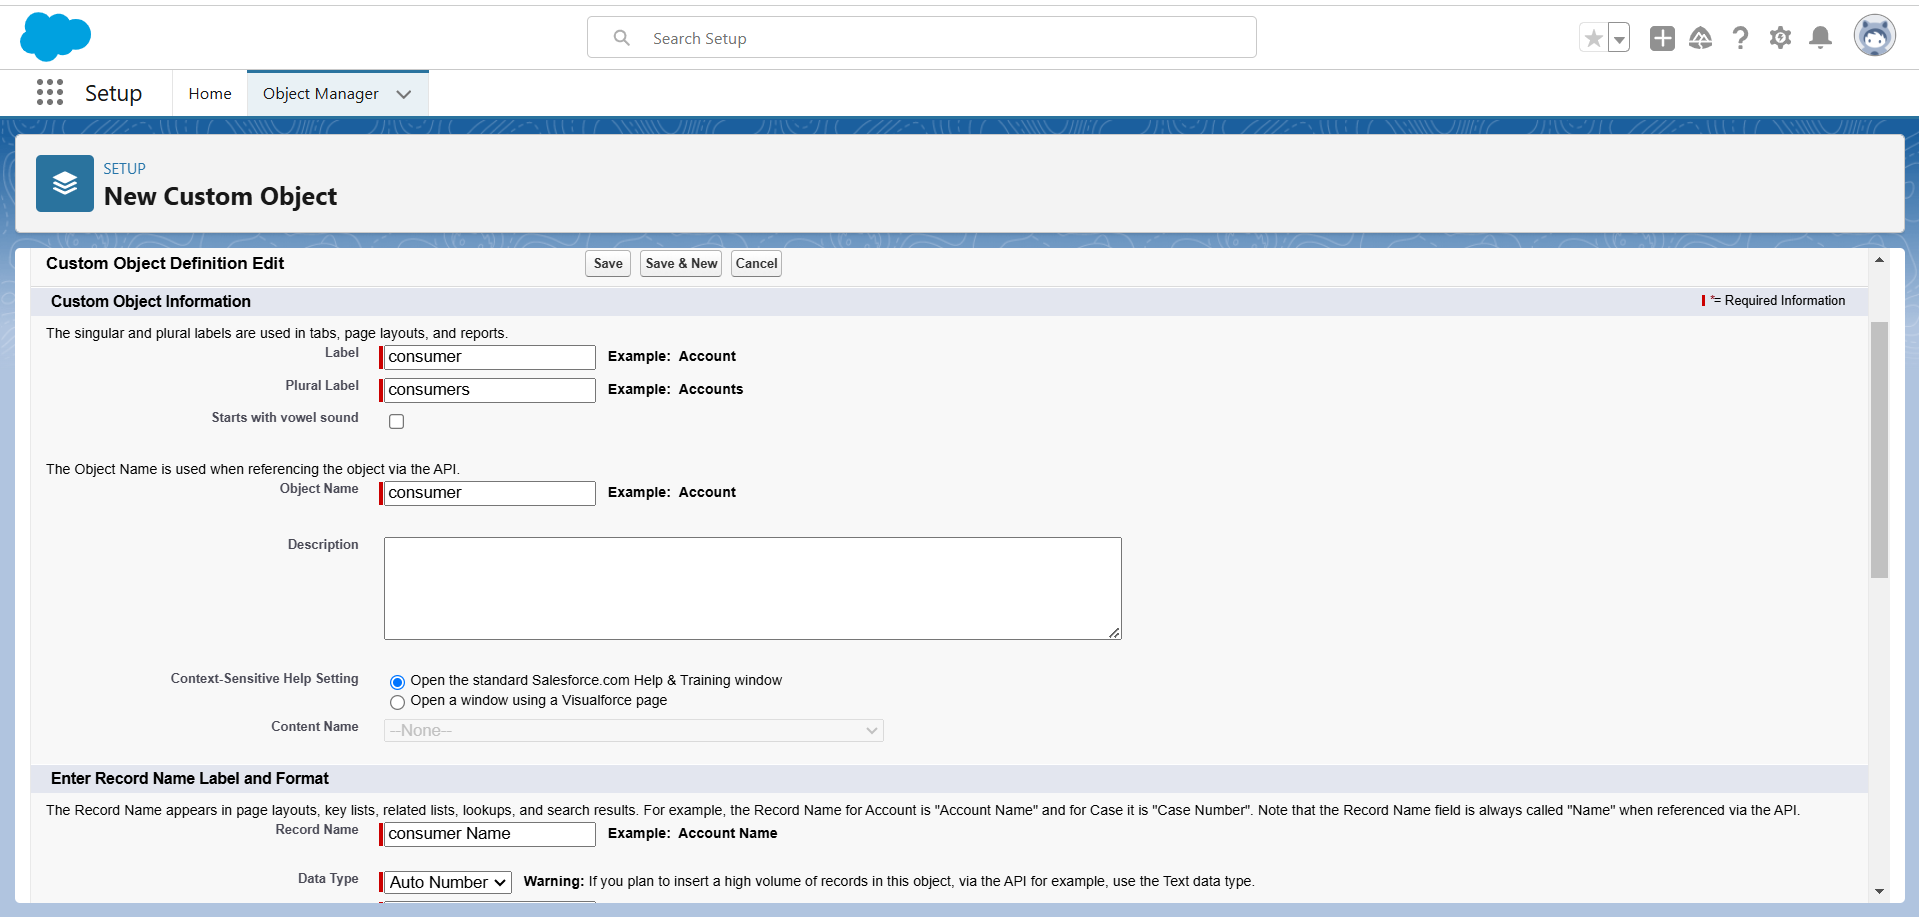 Search Setup
Setup
Home
Object Manager
SETUP
New Custom Object
Custom Object Definition Edit
Save
Save & New
Cancel
Custom Object Information
*= Required Information
The singular and plural labels are used in tabs, page layouts, and reports.
Label
consumer
Example: Account
Plural Label
consumers
Example: Accounts
Starts with vowel sound
The Object Name is used when referencing the object via the API.
Object Name
consumer
Example: Account
Description
Context-Sensitive Help Setting
Open the standard Salesforce.com Help & Training window
Open a window using a Visualforce page
Content Name
--None--
Enter Record Name Label and Format
The Record Name appears in page layouts, key lists, related lists, lookups, and search results. For example, the Record Name for Account is "Account Name" and for Case it is "Case Number". Note that the Record Name field is always called "Name" when referenced via the API.
Record Name
consumer Name
Example: Account Name
Data Type
Auto Number
Warning: If you plan to insert a high volume of records in this object, via the API for example, use the Text data type.